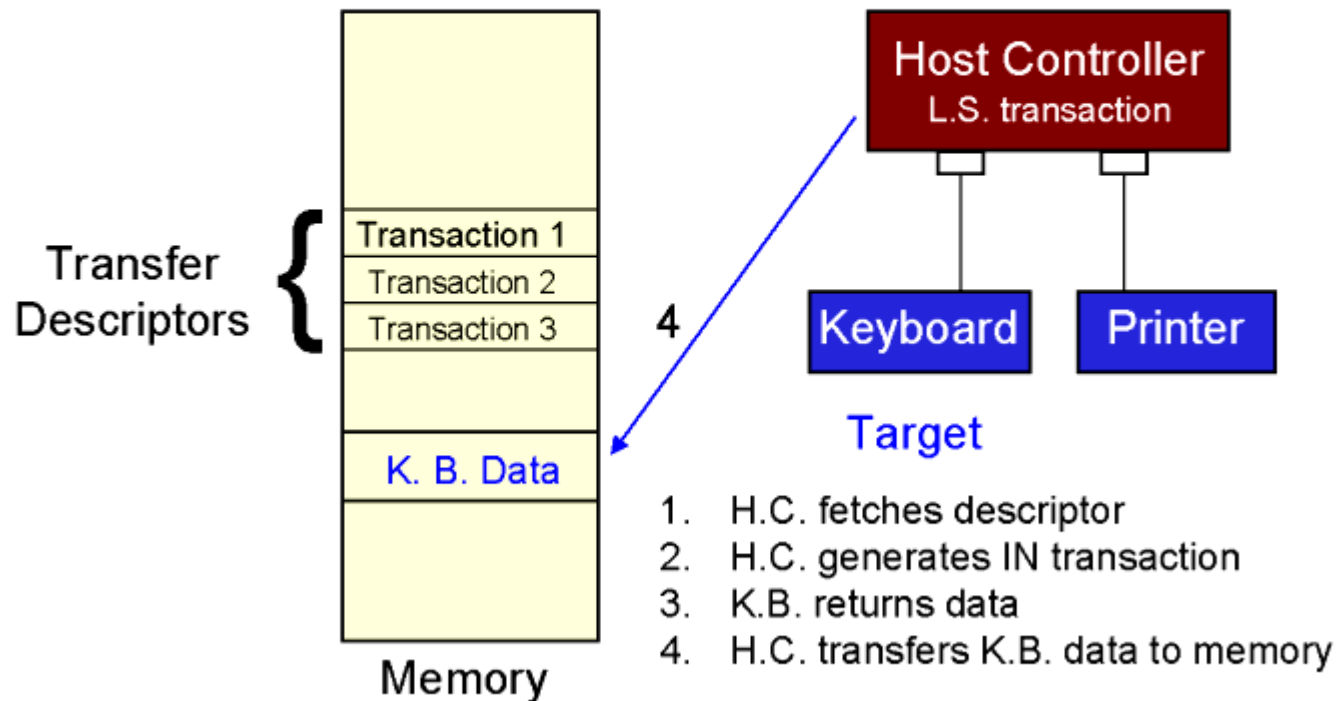 Host Controller
L.S. transaction
Transfer
Descriptors
{
Transaction 1
Transaction 2
Transaction 3
4
Keyboard
Printer
Target
K. B. Data
1. H.C. fetches descriptor
2. H.C. generates IN transaction
3. K.B. returns data
4. H.C. transfers K.B. data to memory
Memory